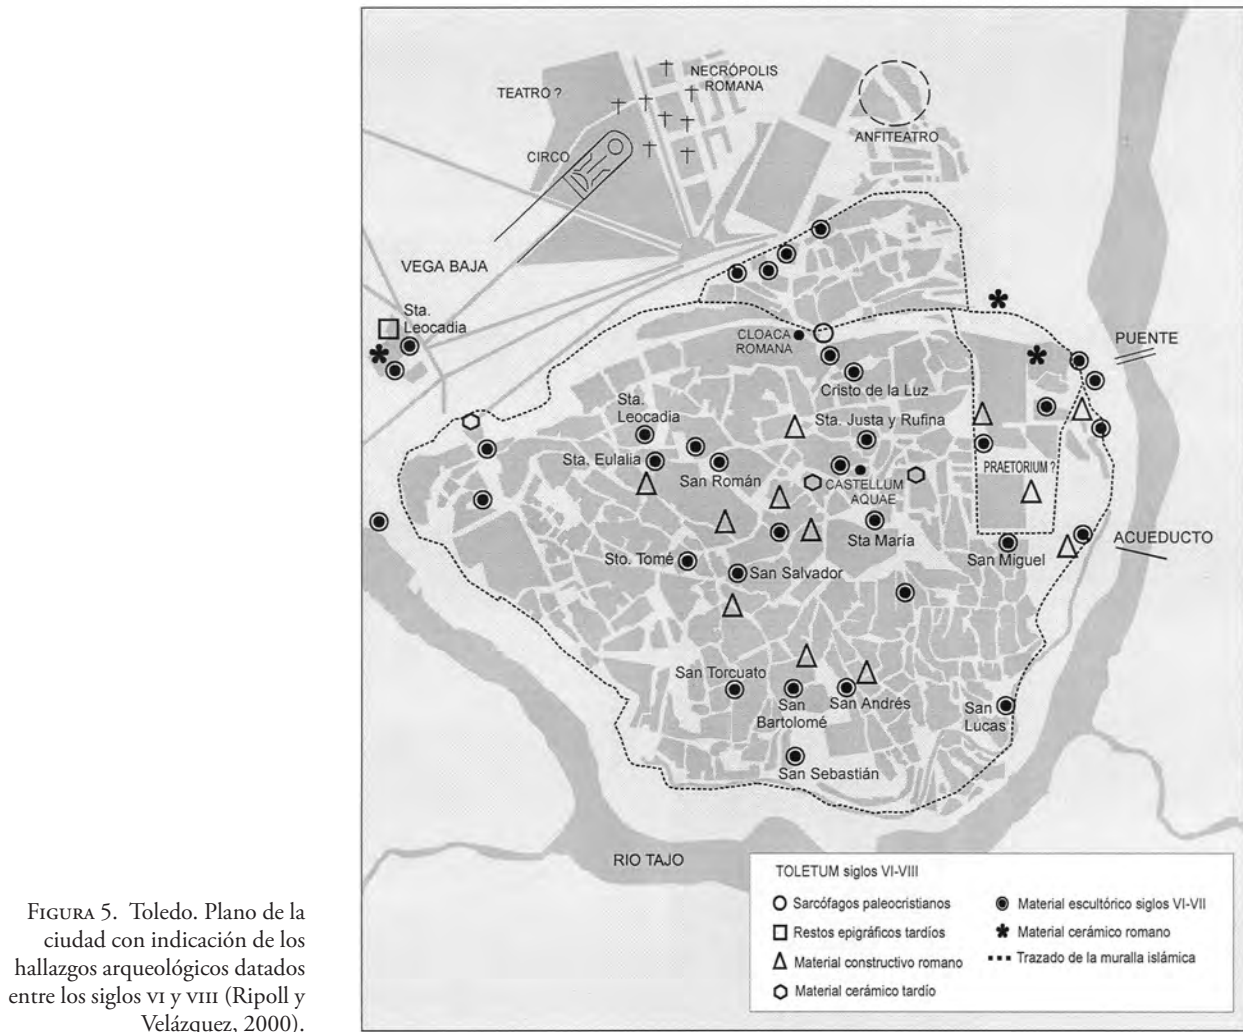 TEATRO ?
NECRÓPOLIS
ROMANA
ANFITEATRO
CIRCO
VEGA BAJA
Sta.
Leocadia
CLOACA
ROMANA
PUENTE
Cristo de la Luz
Sta.
Leocadia
Sta. Justa y Rufina
Sta. Eulalia
San Román
PRAETORIUM ?
CASTELLUM
AQUAE
Sta María
ACUEDUCTO
San Miguel
Sto. Tomé
San Salvador
San Torcuato
San
Bartolomé
San Andrés
San
Lucas
San Sebastián
RIO TAJO
TOLETUM siglos VI-VIII
Sarcófagos paleocristianos
Restos epigráficos tardíos
Material constructivo romano
Material cerámico tardío
Material escultórico siglos VI-VII
Material cerámico romano
Trazado de la muralla islámica
FIGURA 5. Toledo. Plano de la
ciudad con indicación de los
hallazgos arqueológicos datados
entre los siglos VI y VIII (Ripoll y
Velázquez, 2000).